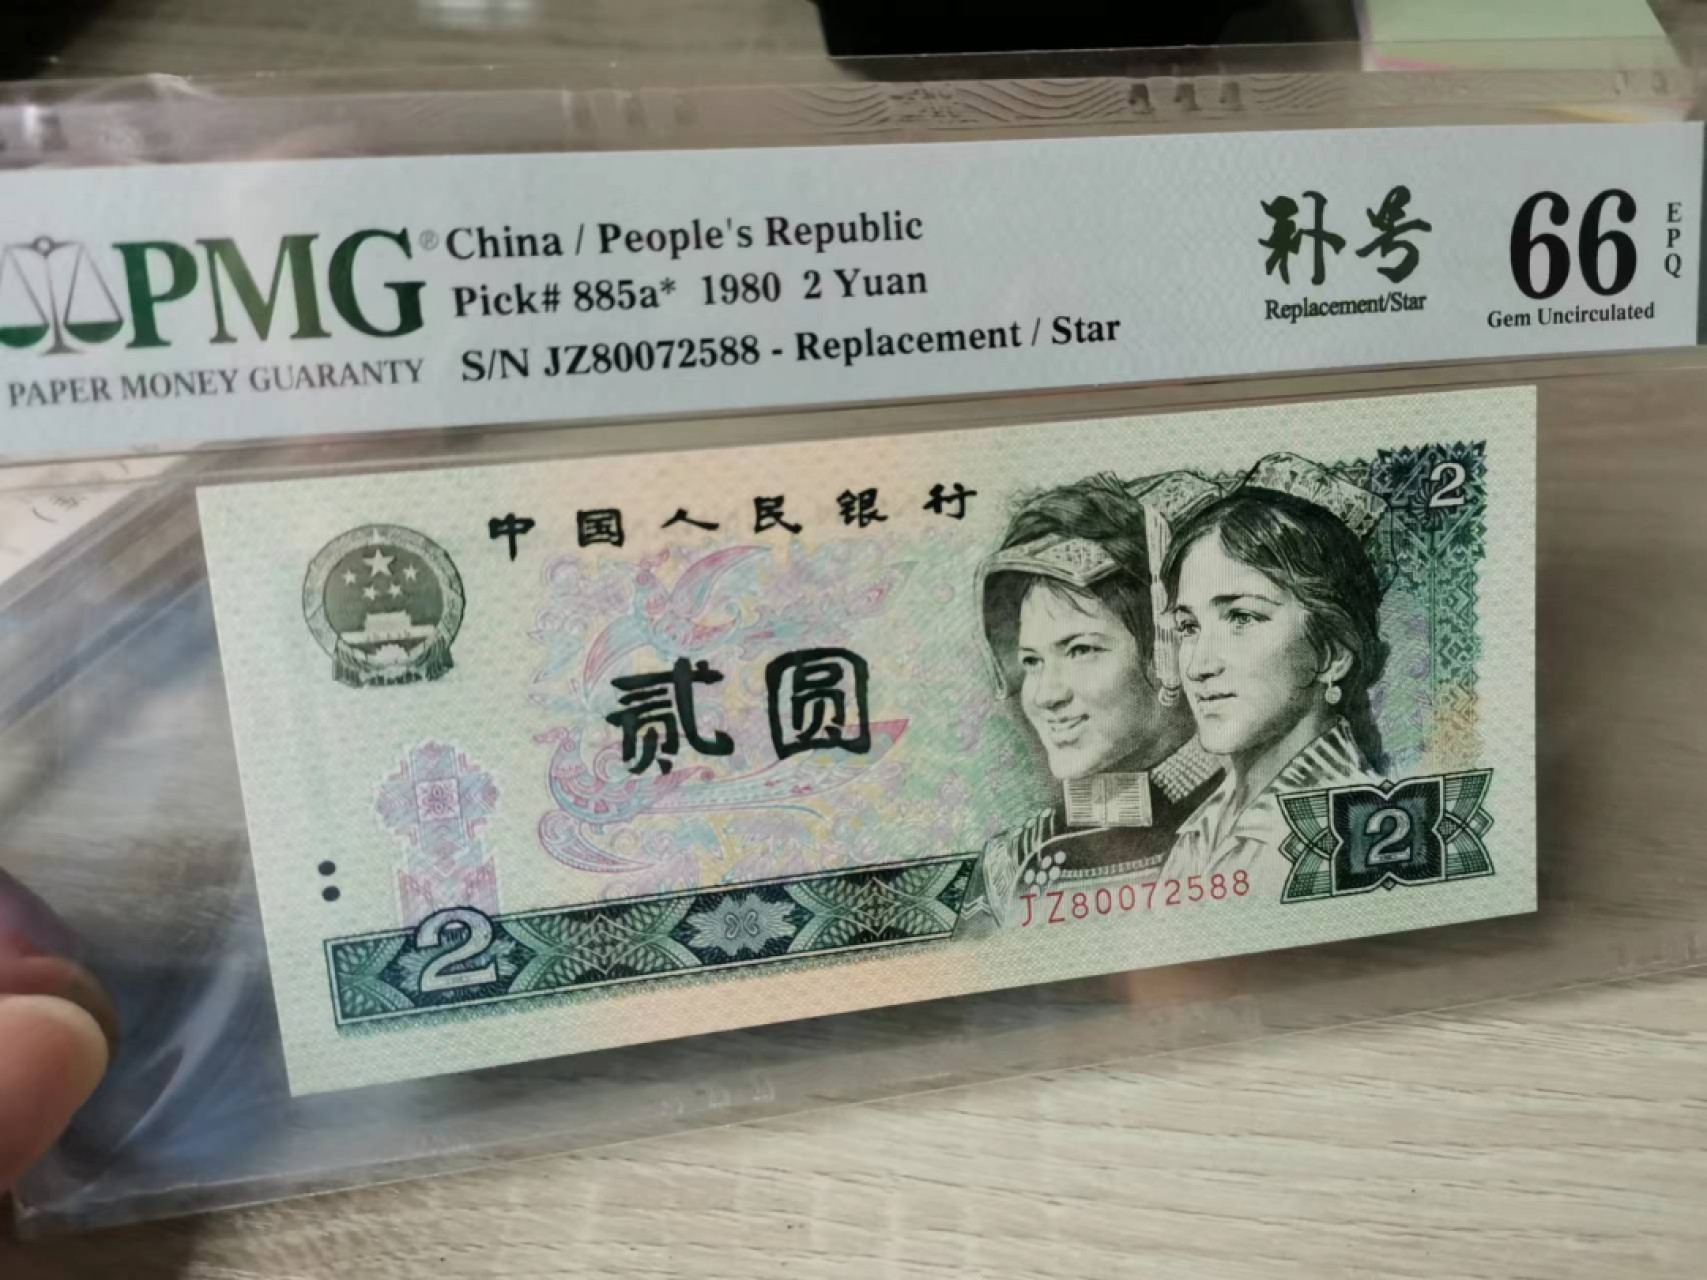 PMG®
PAPER MONEY GUARANTY
China / People's Republic
Pick# 885a* 1980 2 Yuan
S/N JZ80072588 - Replacement / Star
补号
Replacement/Star
66
EPQ
Gem Uncirculated
中国人民银行
2
贰圆
2
JZ80072588
2